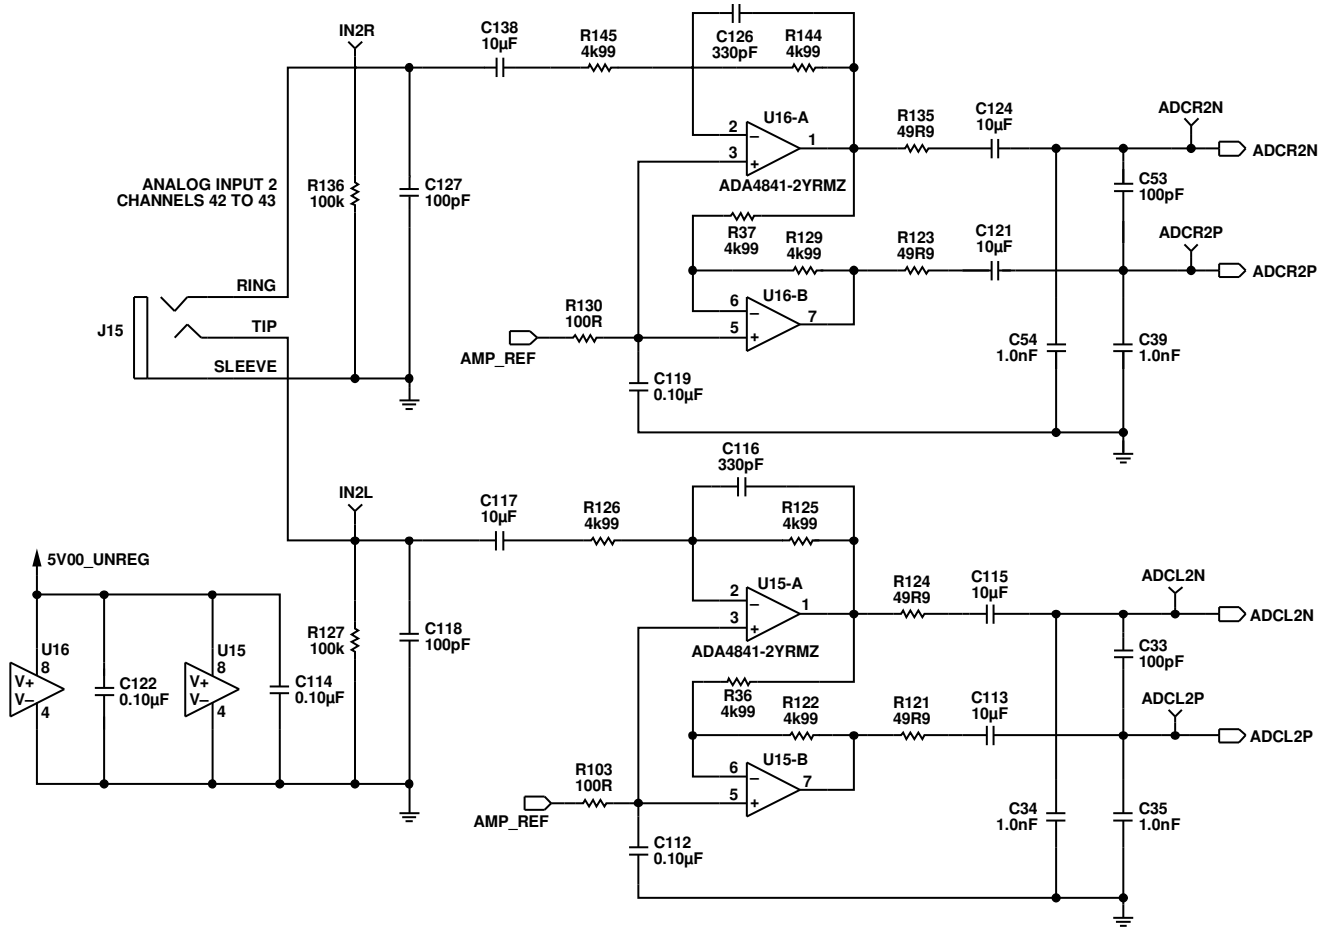 IN2R
C138
10µF
R145
4k99
C126
330pF
R144
4k99
U16-A
2
3
1
–
+
ADA4841-2YRMZ
R135
49R9
C124
10µF
ADCR2N
ADCR2N
C53
100pF
ANALOG INPUT 2
CHANNELS 42 TO 43
R136
100k
C127
100pF
R37
4k99
R129
4k99
R123
49R9
C121
10µF
ADCR2P
ADCR2P
RING
J15
TIP
SLEEVE
R130
100R
AMP_REF
6
5
U16-B
7
–
+
C54
1.0nF
C39
1.0nF
C119
0.10µF
C116
330pF
IN2L
C117
10µF
R126
4k99
R125
4k99
5V00_UNREG
U15-A
2
3
1
–
+
ADA4841-2YRMZ
R124
49R9
C115
10µF
ADCL2N
ADCL2N
C33
100pF
U16
8
V+
V–
4
C122
0.10µF
U15
8
V+
V–
4
C114
0.10µF
R127
100k
C118
100pF
R36
4k99
R122
4k99
R121
49R9
C113
10µF
ADCL2P
ADCL2P
R103
100R
AMP_REF
6
5
U15-B
7
–
+
C34
1.0nF
C35
1.0nF
C112
0.10µF